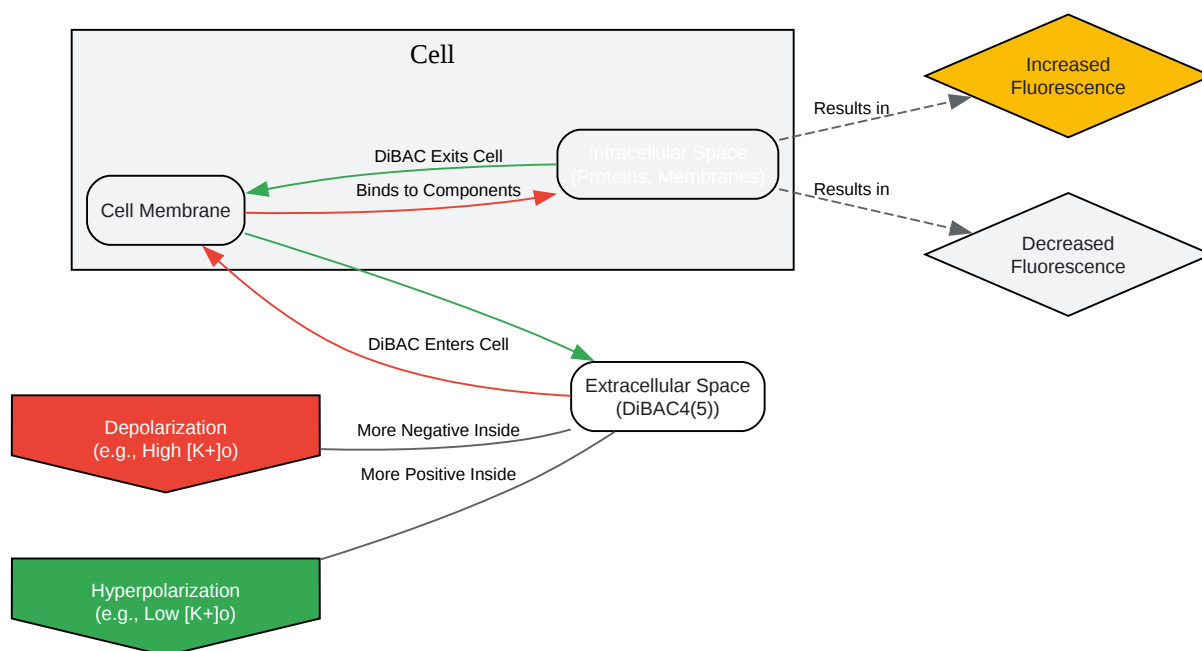 Cell
Increased
Fluorescence
Results in
Intracellular Space
(Proteins, Membranes)
DiBAC Exits Cell
Binds to Components
Cell Membrane
Results in
Decreased
Fluorescence
DiBAC Enters Cell
Extracellular Space
(DiBAC4(5))
Depolarization
(e.g., High [K+]o)
More Negative Inside
More Positive Inside
Hyperpolarization
(e.g., Low [K+]o)